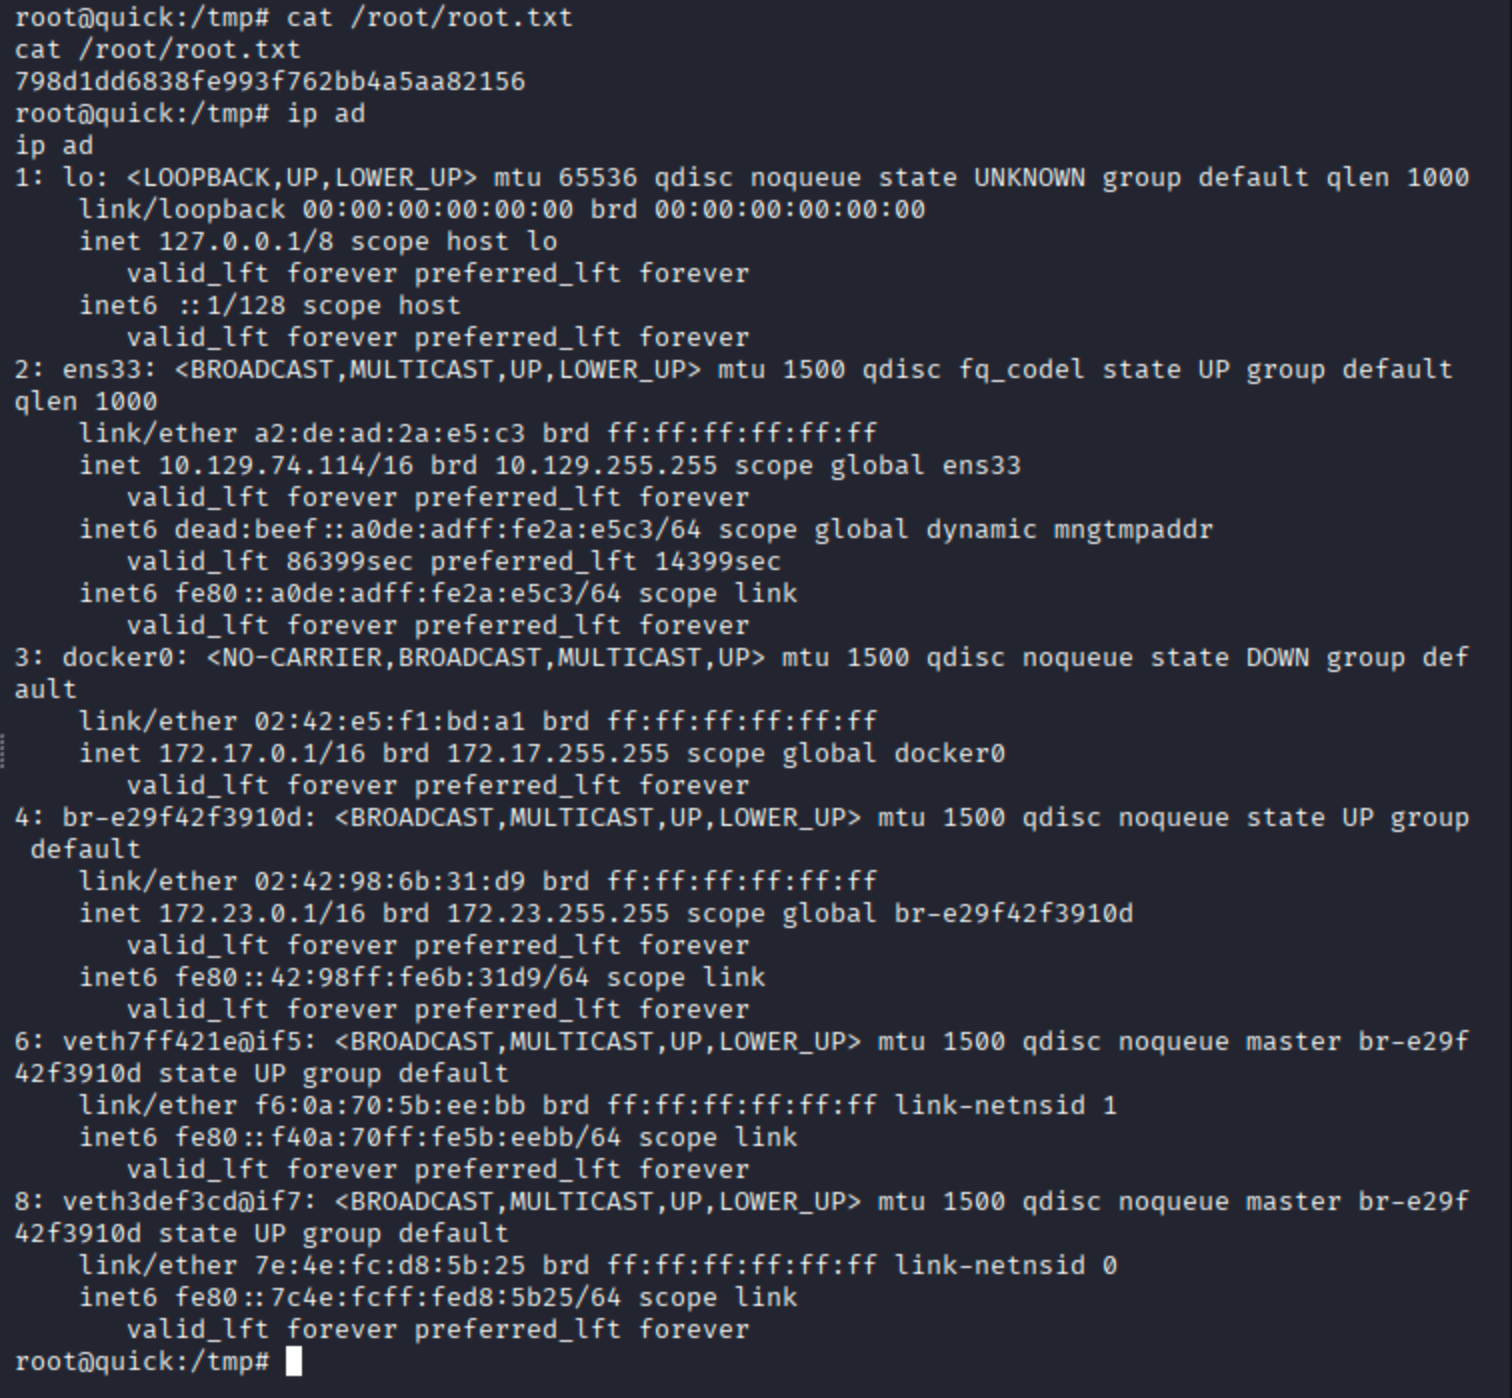 root@quick:/tmp# cat /root/root.txt
cat /root/root.txt
798d1dd6838fe993f762bb4a5aa82156
root@quick:/tmp# ip ad
ip ad
1: lo: <LOOPBACK,UP,LOWER_UP> mtu 65536 qdisc noqueue state UNKNOWN group default qlen 1000
    link/loopback 00:00:00:00:00:00 brd 00:00:00:00:00:00
    inet 127.0.0.1/8 scope host lo
       valid_lft forever preferred_lft forever
    inet6 ::1/128 scope host
       valid_lft forever preferred_lft forever
2: ens33: <BROADCAST,MULTICAST,UP,LOWER_UP> mtu 1500 qdisc fq_codel state UP group default
qlen 1000
    link/ether a2:de:ad:2a:e5:c3 brd ff:ff:ff:ff:ff:ff
    inet 10.129.74.114/16 brd 10.129.255.255 scope global ens33
       valid_lft forever preferred_lft forever
    inet6 dead:beef::a0de:adff:fe2a:e5c3/64 scope global dynamic mngtmpaddr
       valid_lft 86399sec preferred_lft 14399sec
    inet6 fe80::a0de:adff:fe2a:e5c3/64 scope link
       valid_lft forever preferred_lft forever
3: docker0: <NO-CARRIER,BROADCAST,MULTICAST,UP> mtu 1500 qdisc noqueue state DOWN group def
ault
    link/ether 02:42:e5:f1:bd:a1 brd ff:ff:ff:ff:ff:ff
    inet 172.17.0.1/16 brd 172.17.255.255 scope global docker0
       valid_lft forever preferred_lft forever
4: br-e29f42f3910d: <BROADCAST,MULTICAST,UP,LOWER_UP> mtu 1500 qdisc noqueue state UP group
 default
    link/ether 02:42:98:6b:31:d9 brd ff:ff:ff:ff:ff:ff
    inet 172.23.0.1/16 brd 172.23.255.255 scope global br-e29f42f3910d
       valid_lft forever preferred_lft forever
    inet6 fe80::42:98ff:fe6b:31d9/64 scope link
       valid_lft forever preferred_lft forever
6: veth7ff421e@if5: <BROADCAST,MULTICAST,UP,LOWER_UP> mtu 1500 qdisc noqueue master br-e29f
42f3910d state UP group default
    link/ether f6:0a:70:5b:ee:bb brd ff:ff:ff:ff:ff:ff link-netnsid 1
    inet6 fe80::f40a:70ff:fe5b:eebb/64 scope link
       valid_lft forever preferred_lft forever
8: veth3def3cd@if7: <BROADCAST,MULTICAST,UP,LOWER_UP> mtu 1500 qdisc noqueue master br-e29f
42f3910d state UP group default
    link/ether 7e:4e:fc:d8:5b:25 brd ff:ff:ff:ff:ff:ff link-netnsid 0
    inet6 fe80::7c4e:fcff:fed8:5b25/64 scope link
       valid_lft forever preferred_lft forever
root@quick:/tmp#